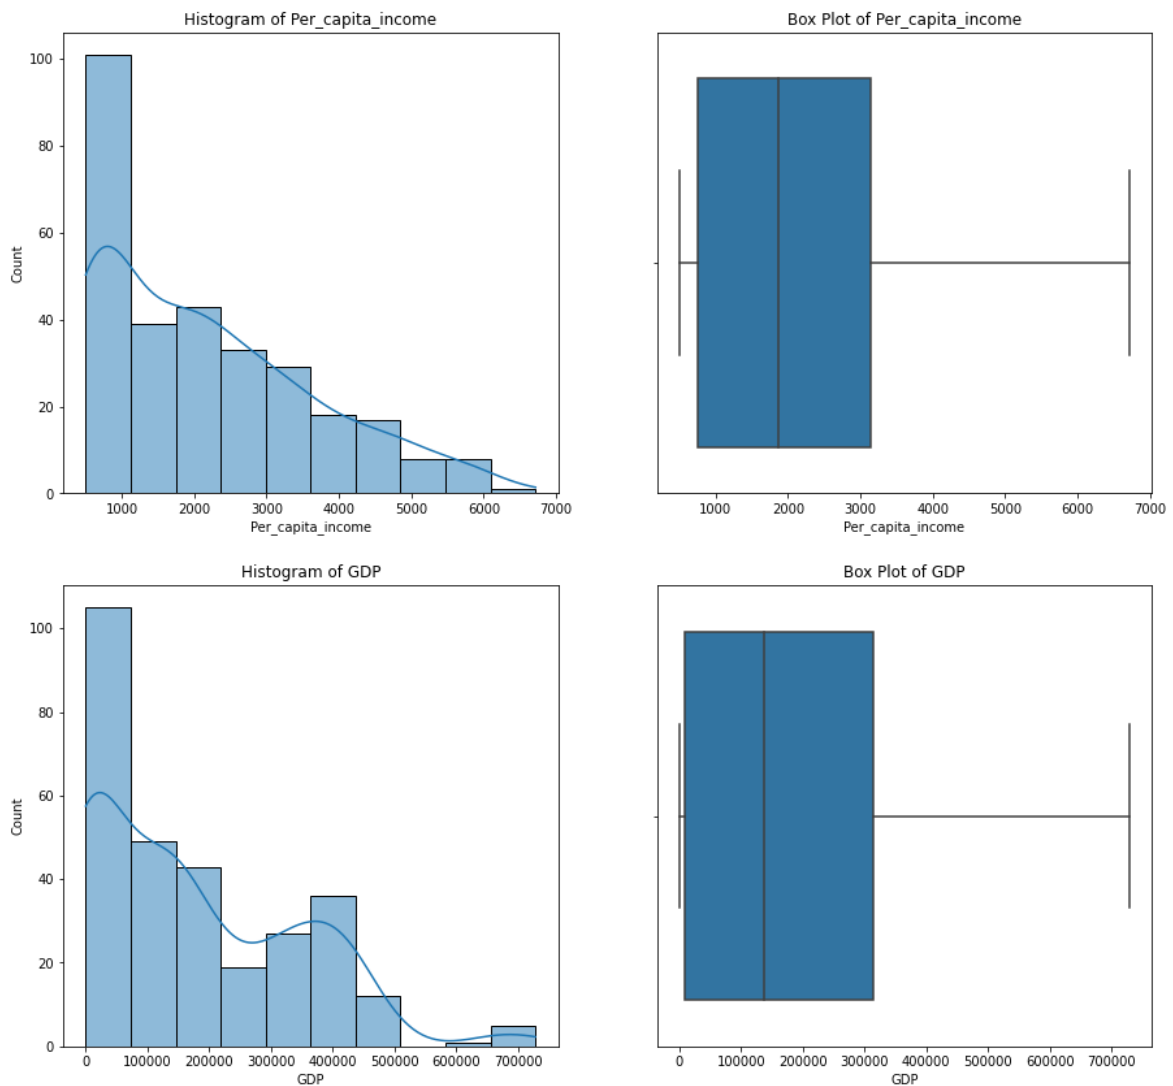 Histogram of Per_capita_income
100
80
60
40
20
0
Count
1000 2000 3000 4000 5000 6000 7000
Per_capita_income
Box Plot of Per_capita_income
1000 2000 3000 4000 5000 6000 7000
Per_capita_income
Histogram of GDP
100
80
60
40
20
0
Count
0 100000 200000 300000 400000 500000 600000 700000
GDP
Box Plot of GDP
0 100000 200000 300000 400000 500000 600000 700000
GDP